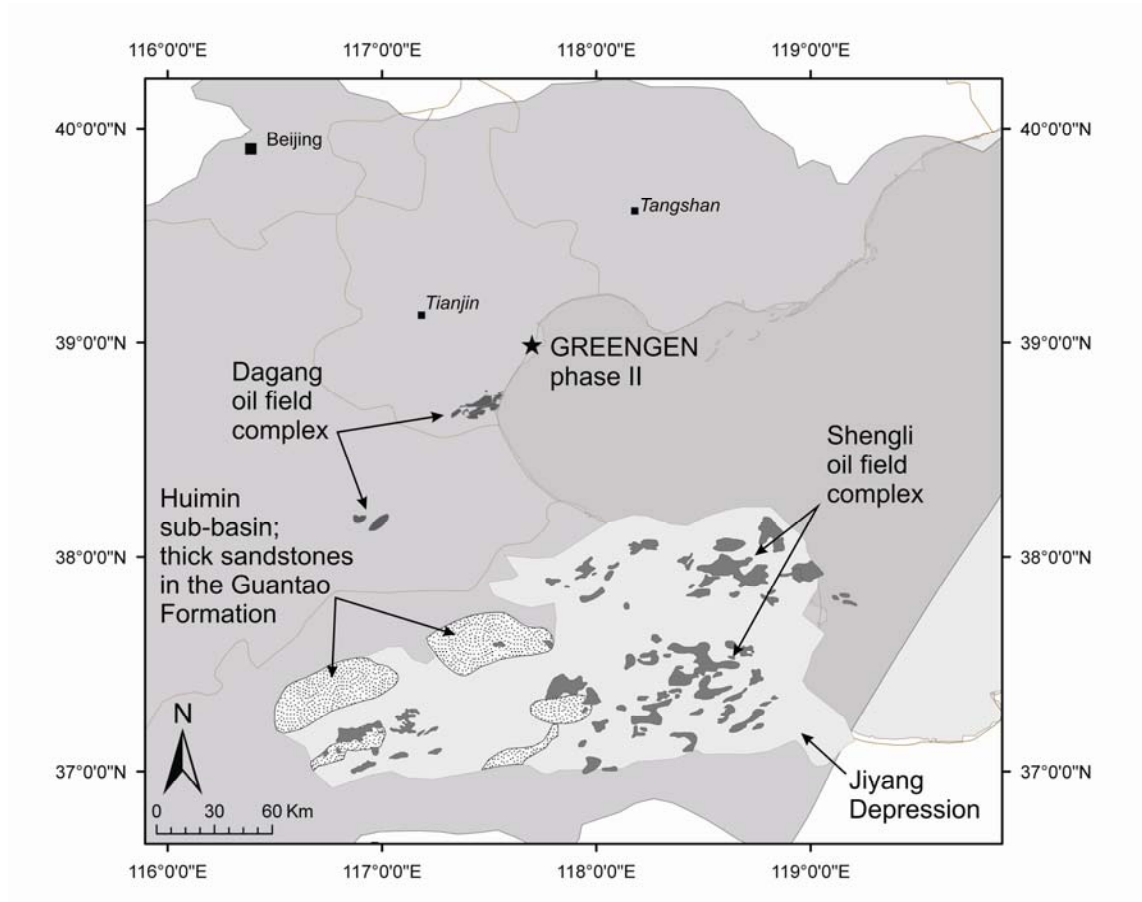 116°0'0"E 117°0'0"E 118°0'0"E 119°0'0"E
40°0'0"N 40°0'0"N
Beijing
Tangshan
Tianjin
39°0'0"N 39°0'0"N
GREENGEN
phase II
Dagang
oil field
complex
Shengli
oil field
complex
Huimin
sub-basin;
thick sandstones
in the Guantao
Formation
38°0'0"N 38°0'0"N
N
37°0'0"N 37°0'0"N
Jiyang
Depression
0 30 60 Km
116°0'0"E 117°0'0"E 118°0'0"E 119°0'0"E